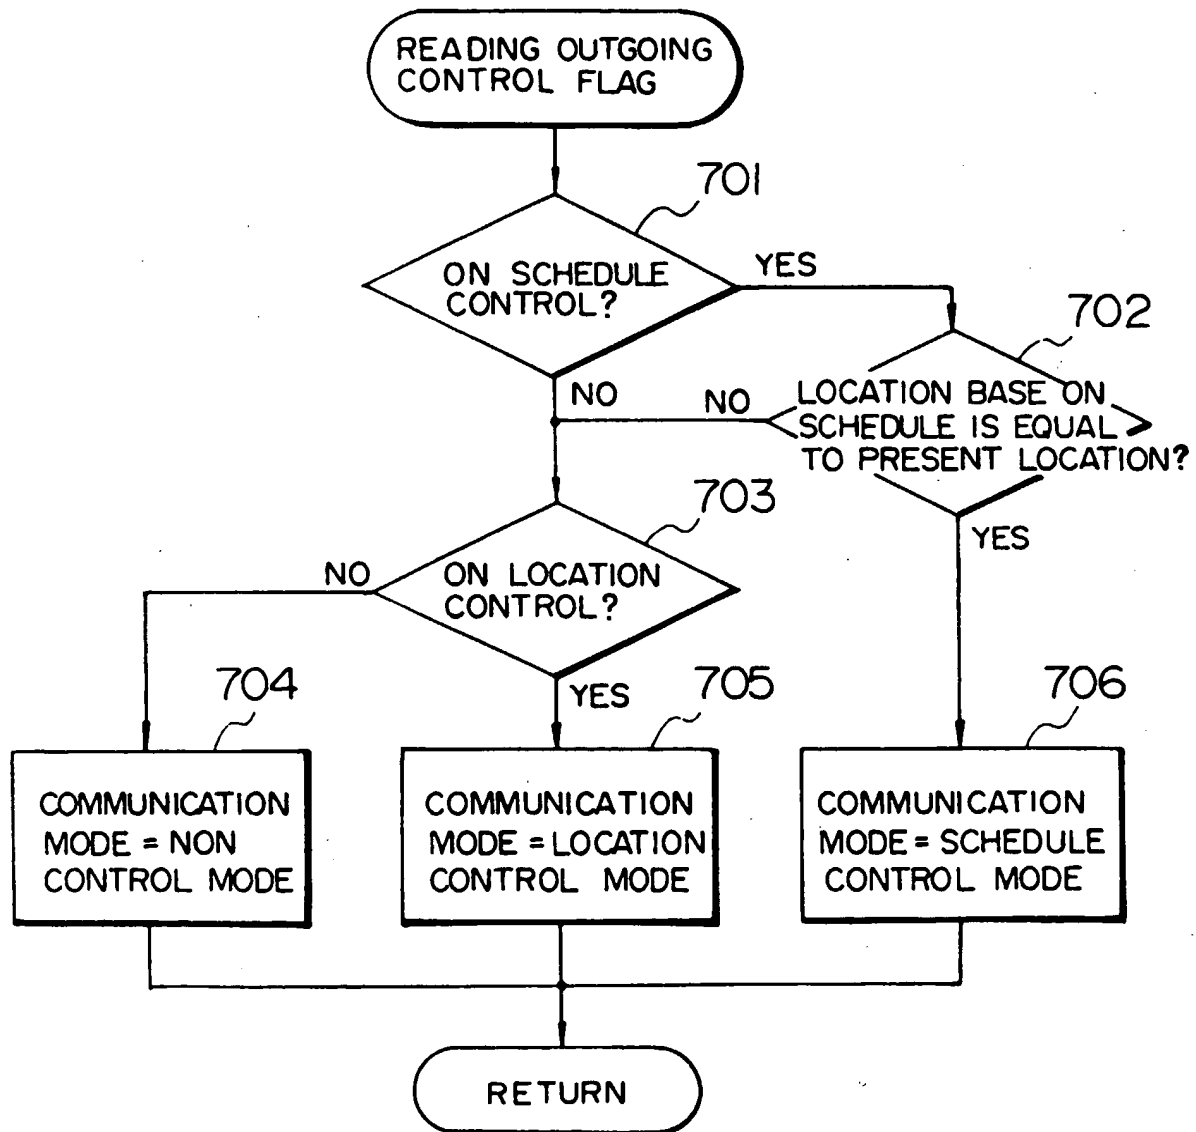 READING OUTGOING
CONTROL FLAG
701
ON SCHEDULE
CONTROL?
YES
702
NO
NO
LOCATION BASE ON
SCHEDULE IS EQUAL
TO PRESENT LOCATION?
703
YES
NO
ON LOCATION
CONTROL?
704
YES
705
706
COMMUNICATION
MODE = NON
CONTROL MODE
COMMUNICATION
MODE = LOCATION
CONTROL MODE
COMMUNICATION
MODE = SCHEDULE
CONTROL MODE
RETURN